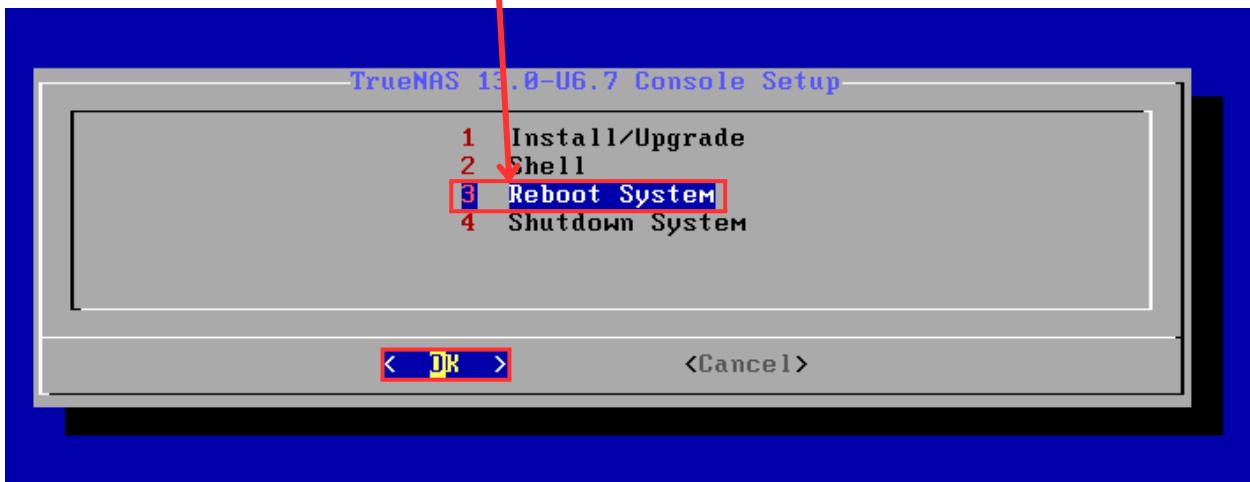 TrueNAS 13.0-U6.7 Console Setup
1 Install/Upgrade
2 Shell
3 Reboot System
4 Shutdown System
< OK > <Cancel>